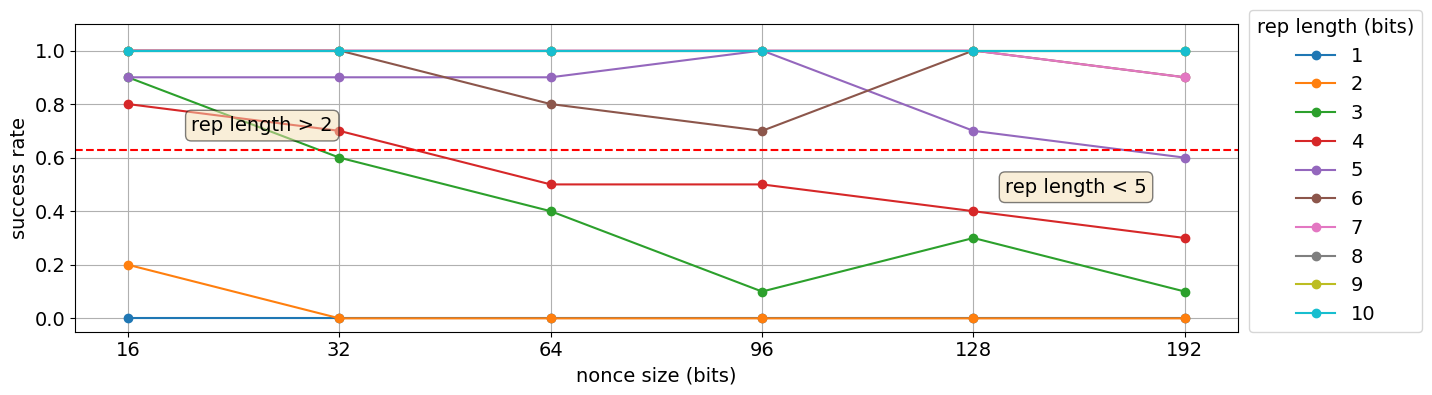 success rate
1.0
0.8
0.6
0.4
0.2
0.0
rep length > 2
rep length < 5
16 32 64 96 128 192
nonce size (bits)
rep length (bits)
1
2
3
4
5
6
7
8
9
10